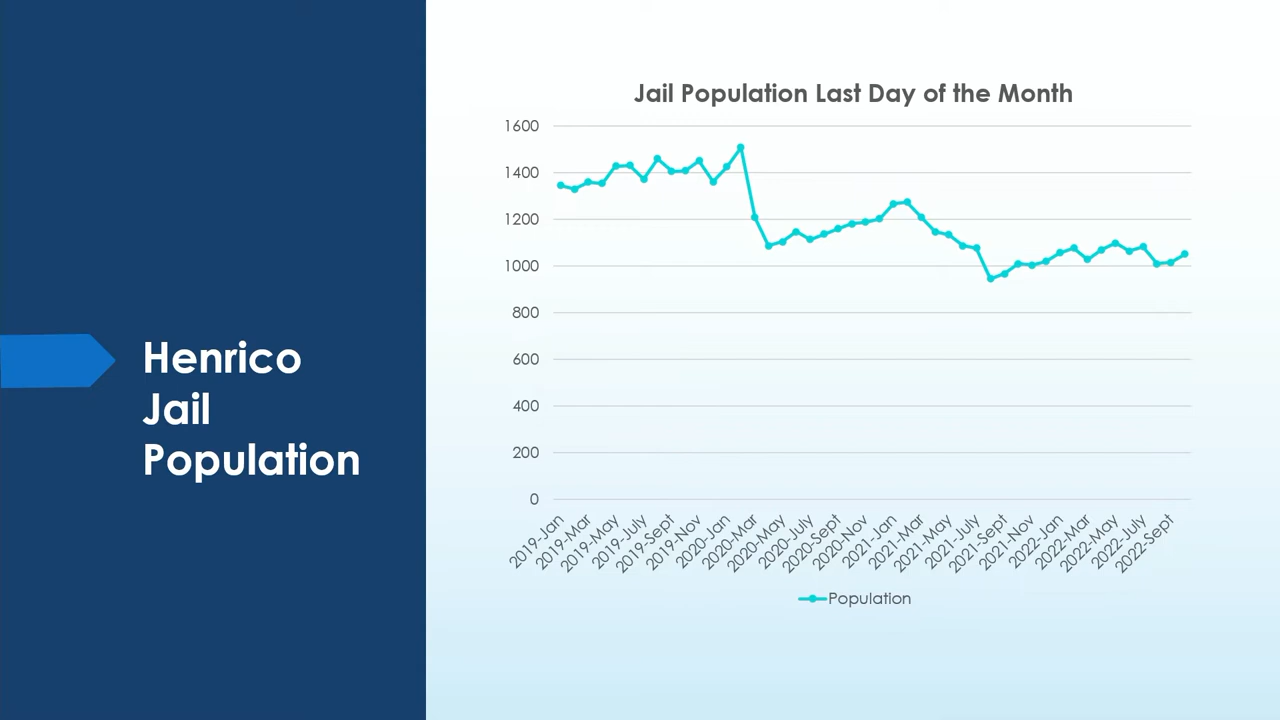 Henrico
Jail
Population
Jail Population Last Day of the Month
1600
1400
1200
1000
800
600
400
200
0
2019-Jan
2019-Mar
2019-May
2019-July
2019-Sept
2019-Nov
2020-Jan
2020-Mar
2020-May
2020-July
2020-Sept
2020-Nov
2021-Jan
2021-Mar
2021-May
2021-July
2021-Sept
2021-Nov
2022-Jan
2022-Mar
2022-May
2022-July
2022-Sept
Population